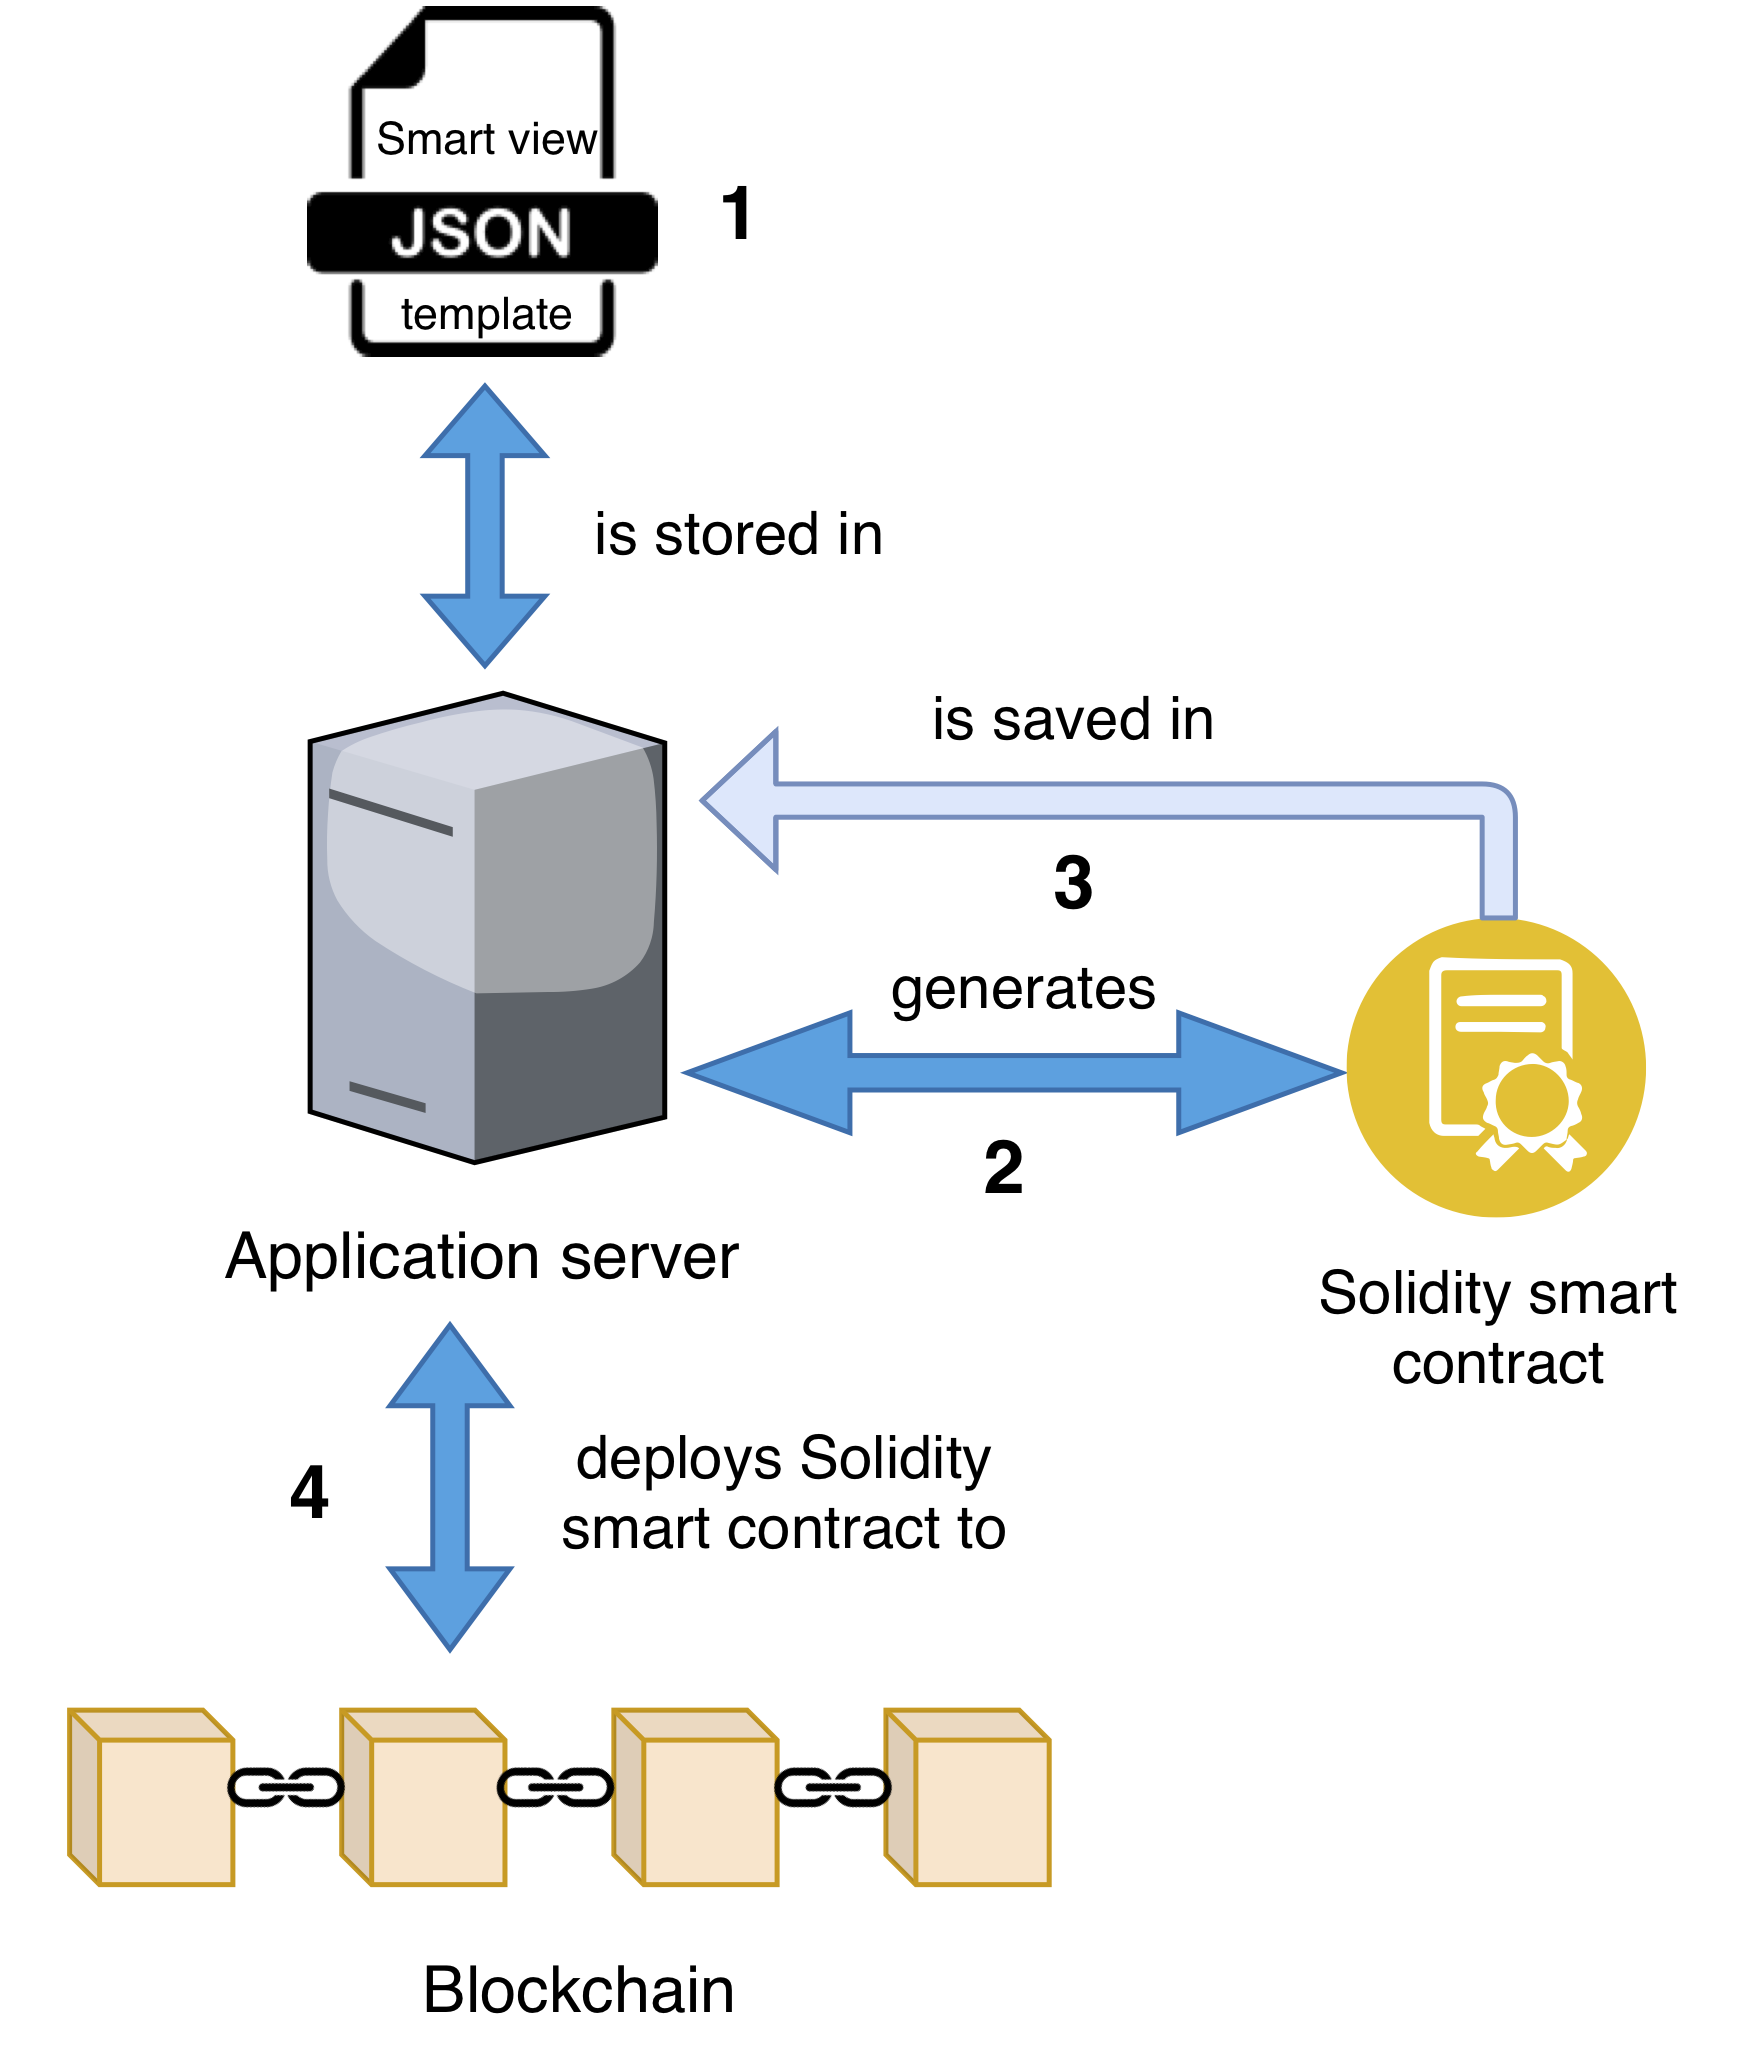 Smart view
JSON
1
template
is stored in
is saved in
3
generates
2
Application server
Solidity smart
contract
4
deploys Solidity
smart contract to
Blockchain